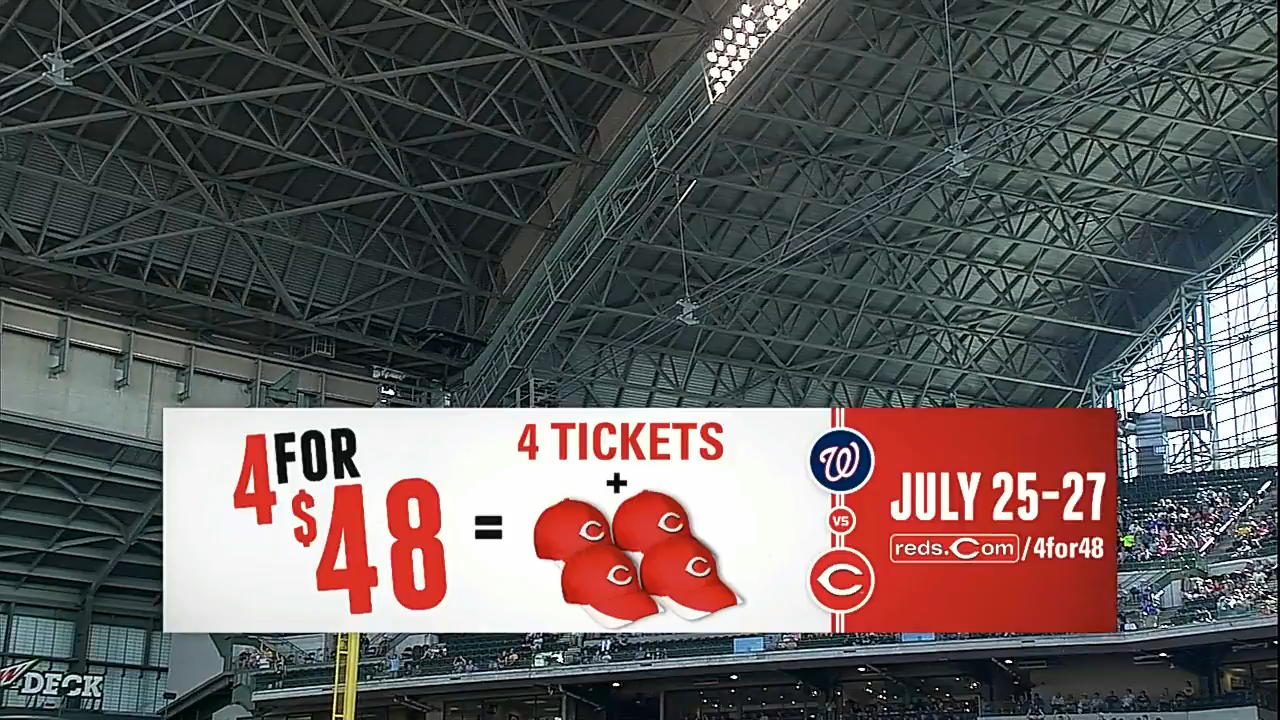 4 FOR
$48
=
4 TICKETS
+
C
C
C
C
W
VS
C
JULY 25-27
reds.Com/4for48
DECK